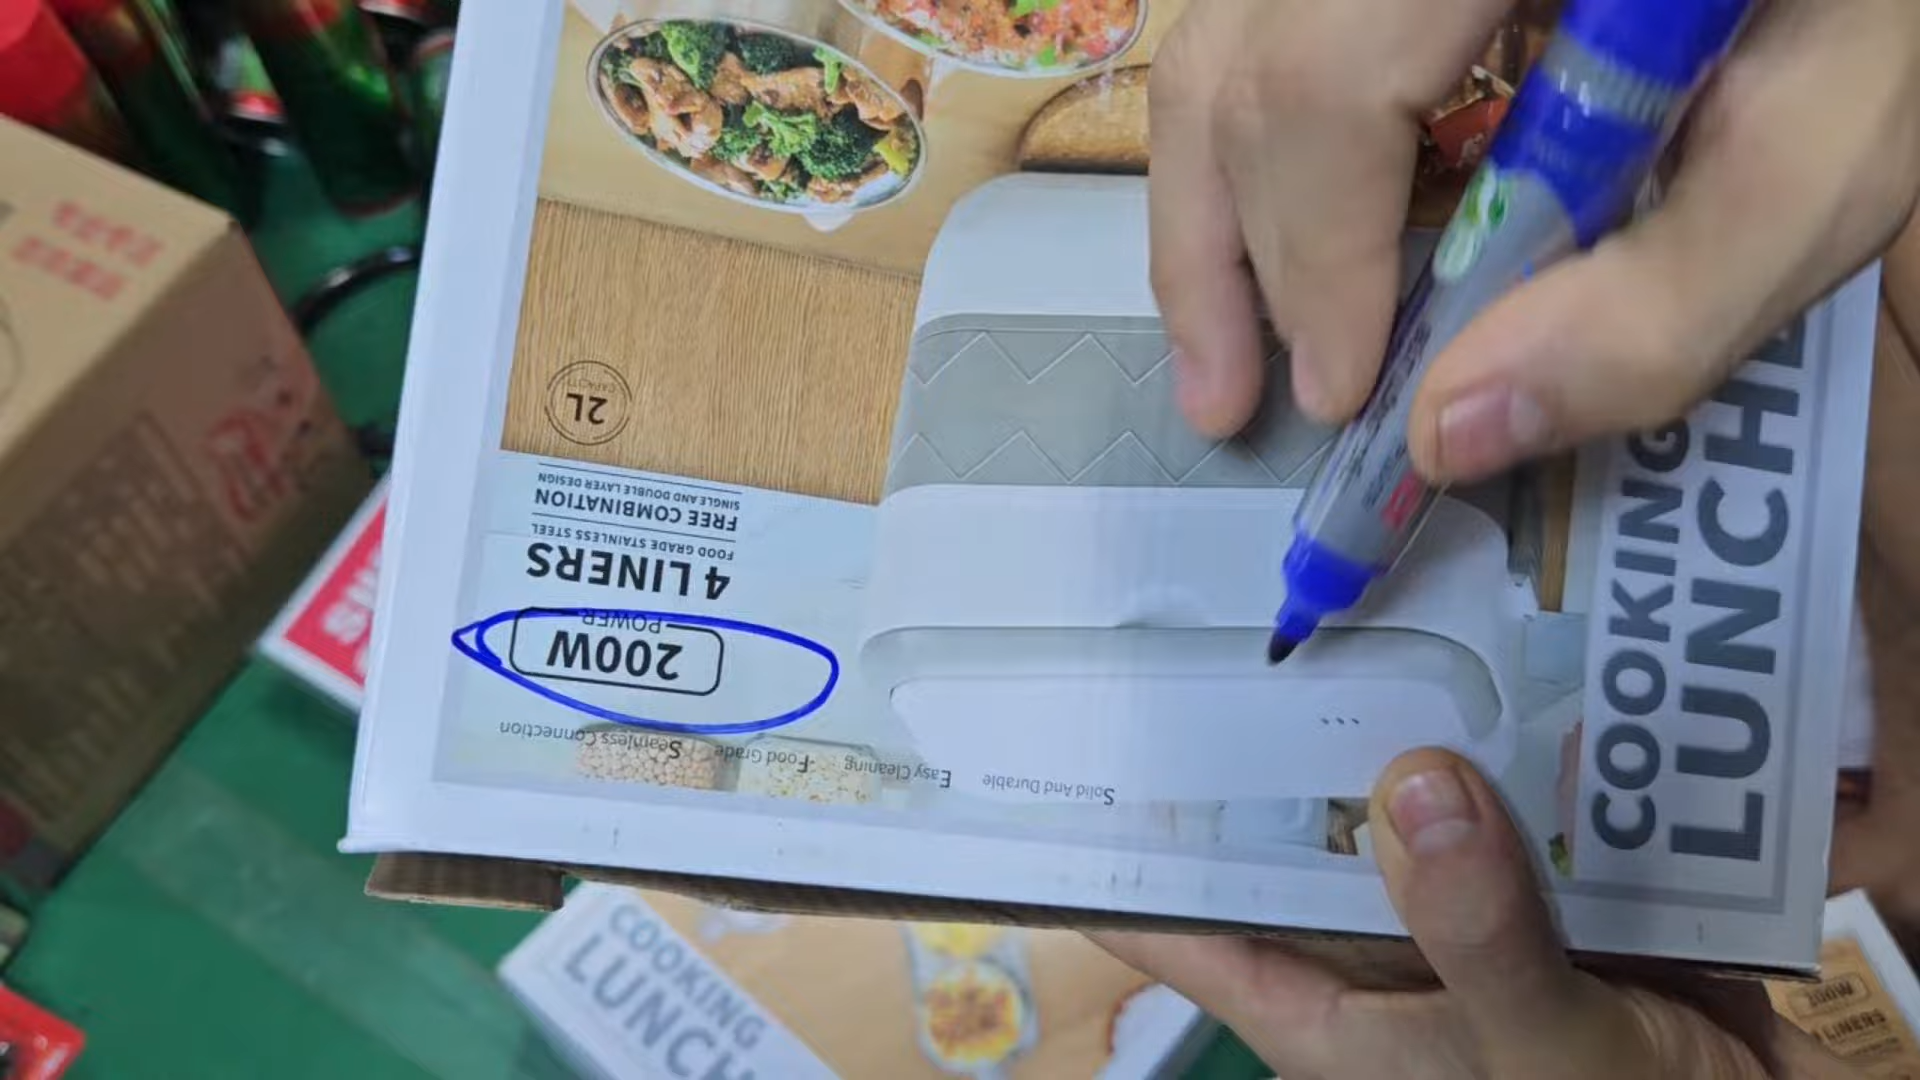 Solid And Durable
Easy Cleaning
Food Grade
Seamless Connection
200W
POWER
4 LINERS
FOOD GRADE STAINLESS STEEL
FREE COMBINATION
SINGLE AND DOUBLE LAYER DESIGN
2L
CAPACITY
COOKING
LUNCH
COOKING
LUNCH
200W
4 LINERS